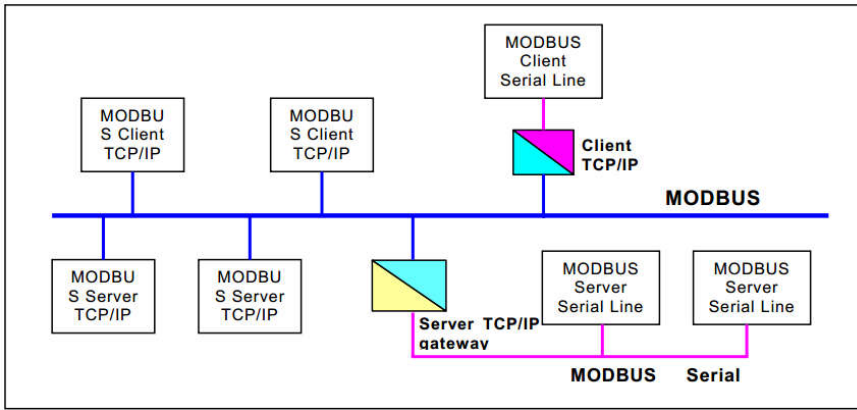 MODBUS
Client
Serial Line
MODBU
S Client
TCP/IP
MODBU
S Client
TCP/IP
Client
TCP/IP
MODBUS
MODBU
S Server
TCP/IP
MODBU
S Server
TCP/IP
Server TCP/IP
gateway
MODBUS
Server
Serial Line
MODBUS
Server
Serial Line
MODBUS Serial